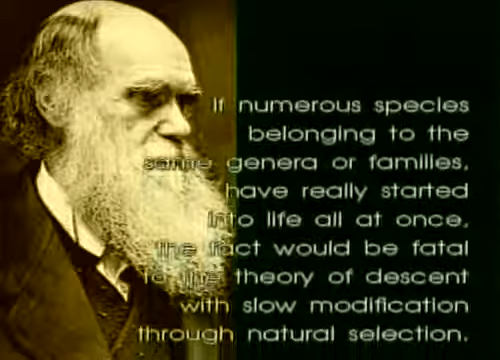 If numerous species
belonging to the
same genera or families,
have really started
into life all at once,
the fact would be fatal
to the theory of descent
with slow modification
through natural selection.